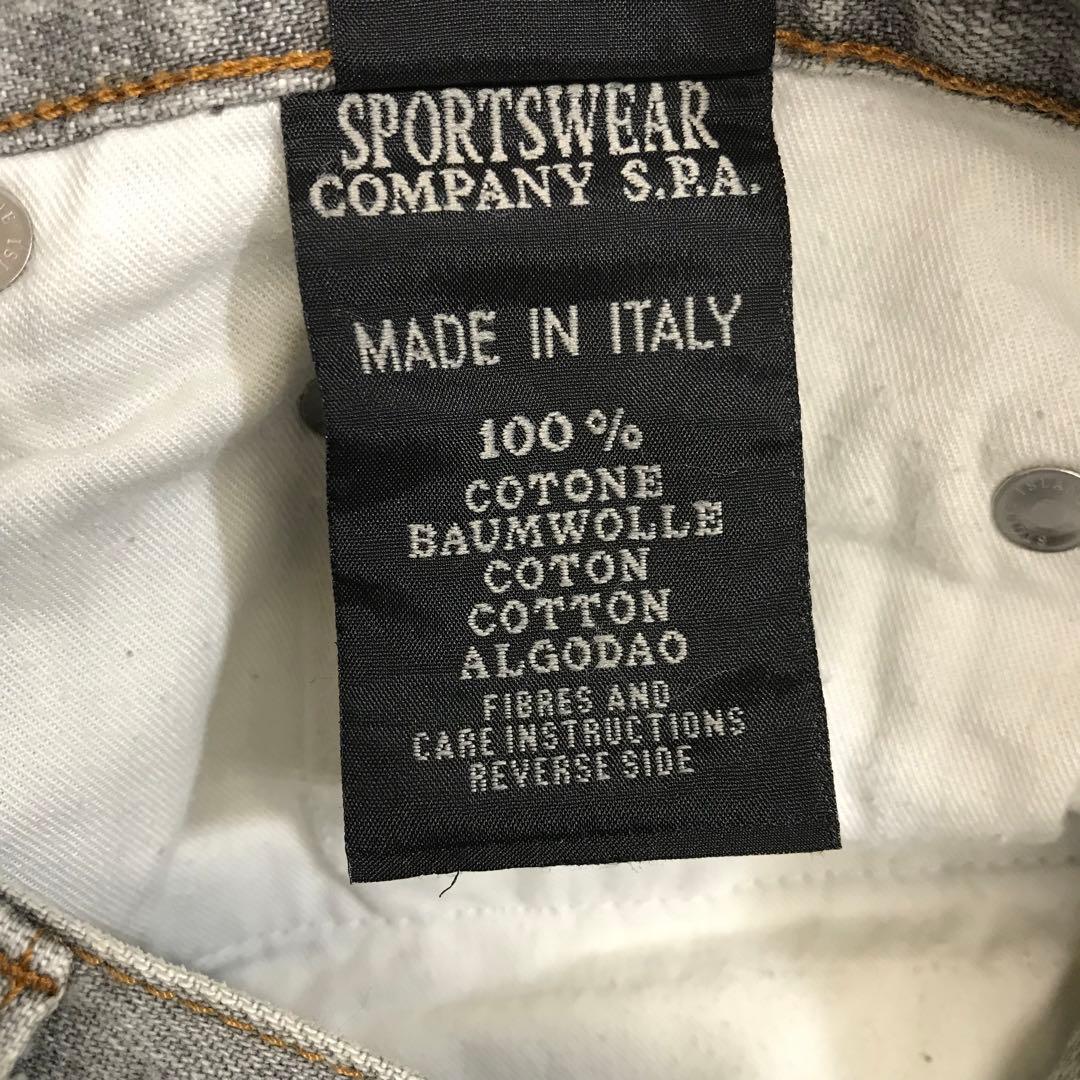 SPORTSWEAR
COMPANY S.P.A.
MADE IN ITALY
100 %
COTONE
BAUMWOLLE
COTON
COTTON
ALGODAO
FIBRES AND
CARE INSTRUCTIONS
REVERSE SIDE